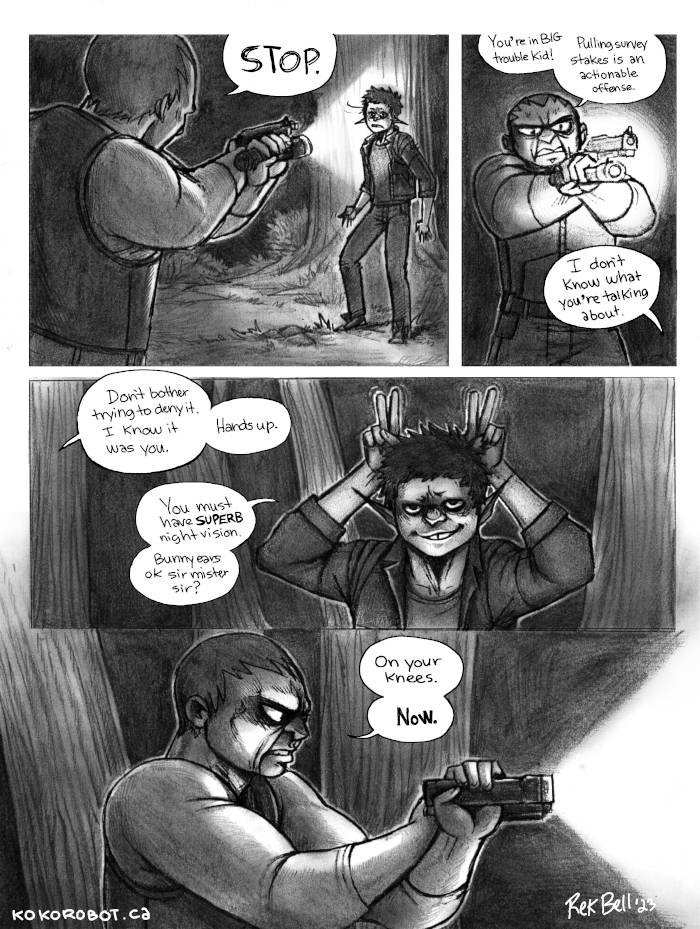 STOP.
You're in BIG
trouble kid!
Pulling survey
stakes is an
actionable
offense.
I don't
know what
you're talking
about.
Don't bother
trying to deny it.
I know it
was you.
Hands up.
You must
have SUPERB
night vision.
Bunny ears
ok sir mister
sir?
On your
knees.
Now.
KOKOROBOT.ca
Rek Bell '23